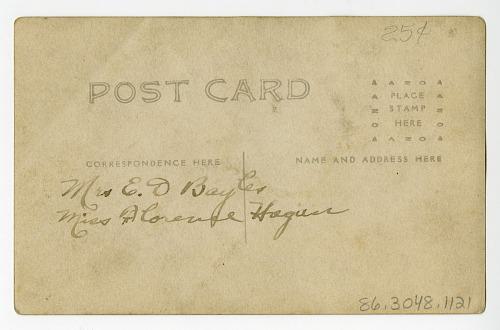 25¢
POST CARD
A A Z O A
PLACE
STAMP
HERE
A A Z O A
CORRESPONDENCE HERE
NAME AND ADDRESS HERE
Mrs E. D Bayles
Miss Florence Hagen
86.3048.1121